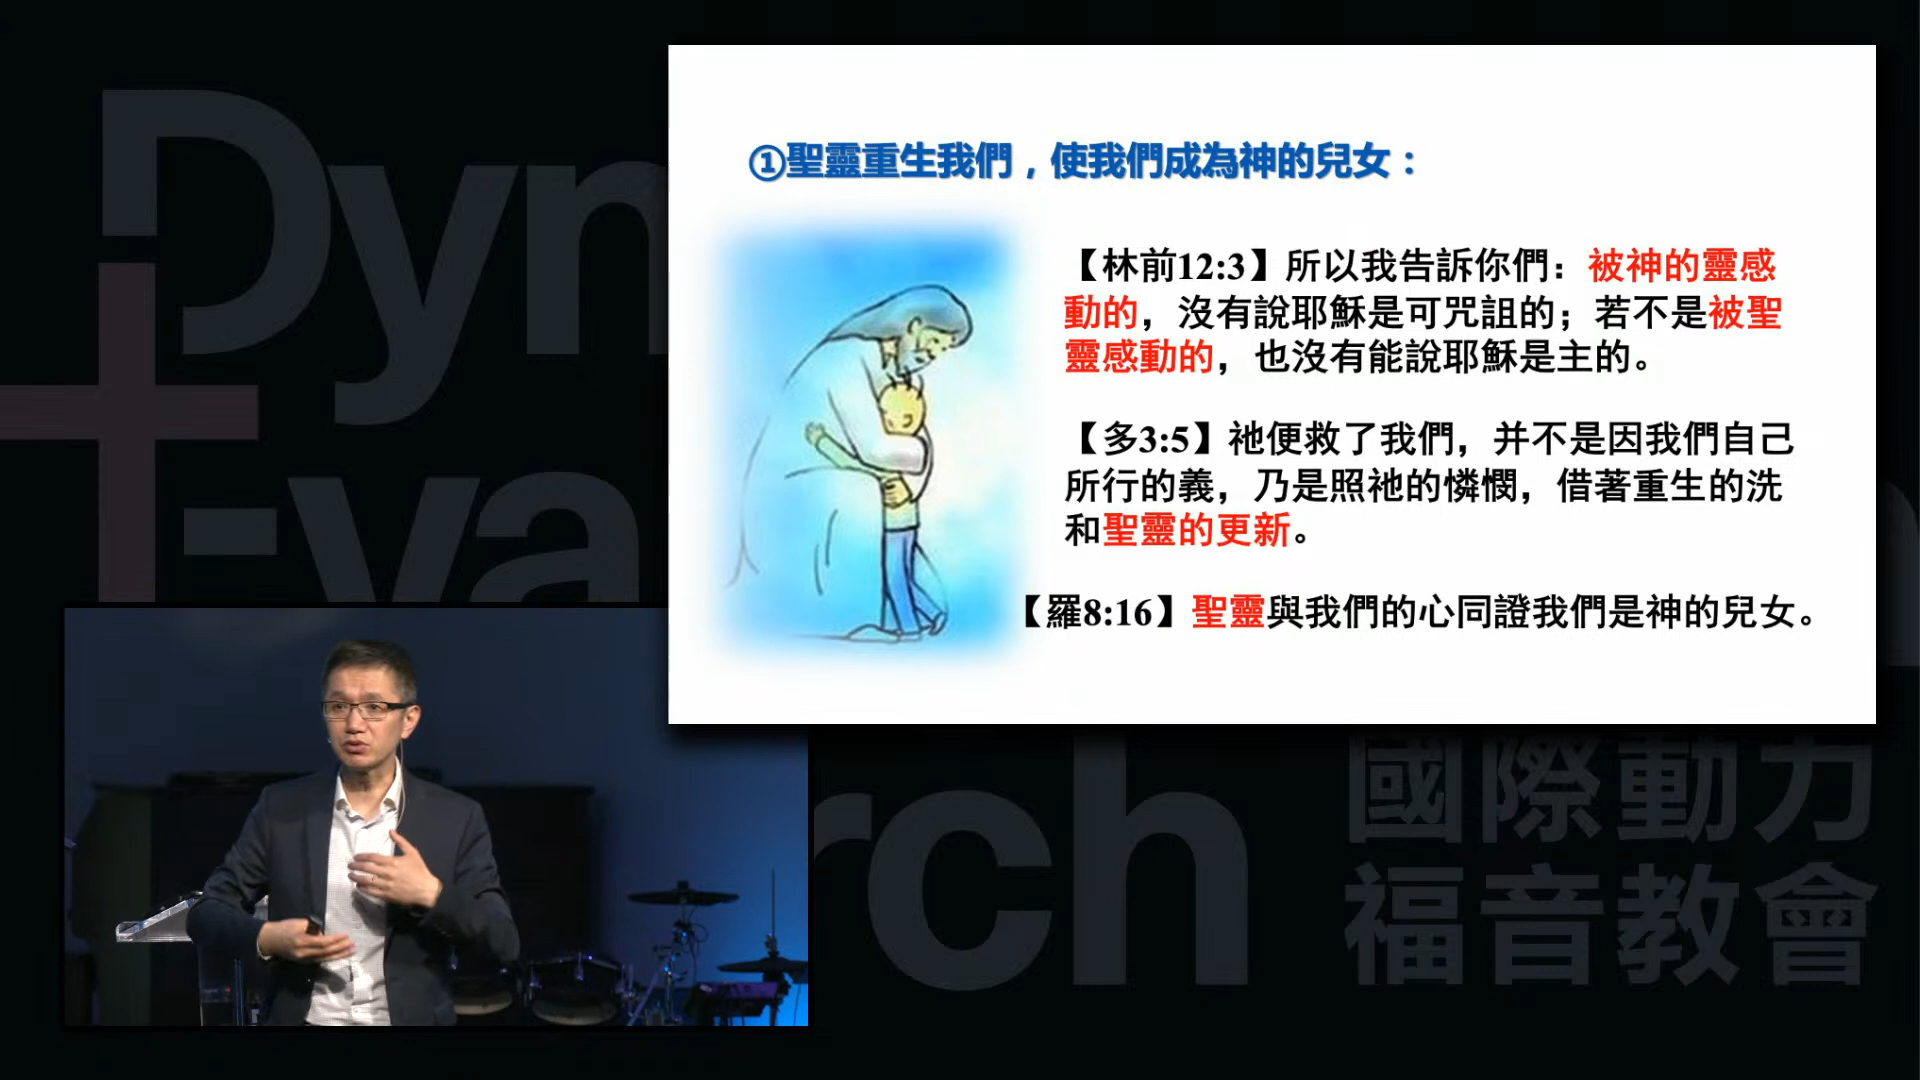 Dyn
①聖靈重生我們，使我們成為神的兒女：
【林前12:3】所以我告訴你們：被神的靈感
動的，沒有說耶穌是可咒詛的；若不是被聖
靈感動的，也沒有能說耶穌是主的。
【多3:5】祂便救了我們，并不是因我們自己
所行的義，乃是照祂的憐憫，借著重生的洗
和聖靈的更新。
【羅8:16】聖靈與我們的心同證我們是神的兒女。
va
rch
國際動力
福音教會